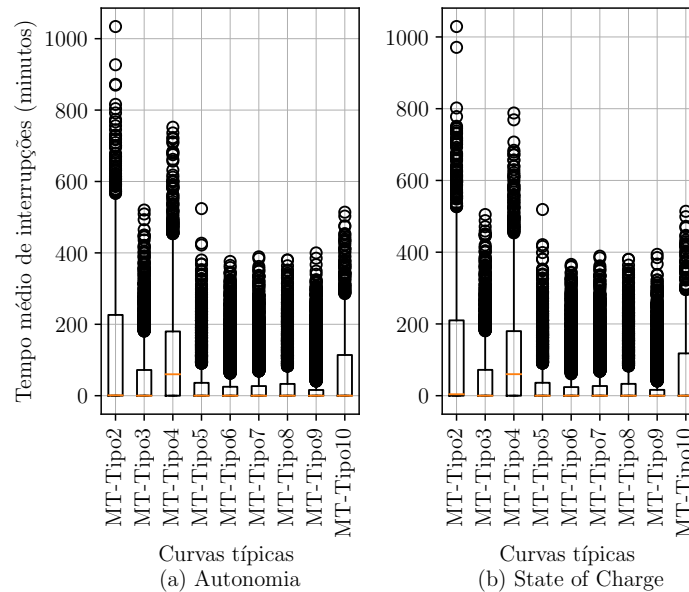 Tempo médio de interrupções (minutos)
1000
800
600
400
200
0
MT-Tipo2
MT-Tipo3
MT-Tipo4
MT-Tipo5
MT-Tipo6
MT-Tipo7
MT-Tipo8
MT-Tipo9
MT-Tipo10
Curvas típicas
(a) Autonomia
1000
800
600
400
200
0
MT-Tipo2
MT-Tipo3
MT-Tipo4
MT-Tipo5
MT-Tipo6
MT-Tipo7
MT-Tipo8
MT-Tipo9
MT-Tipo10
Curvas típicas
(b) State of Charge